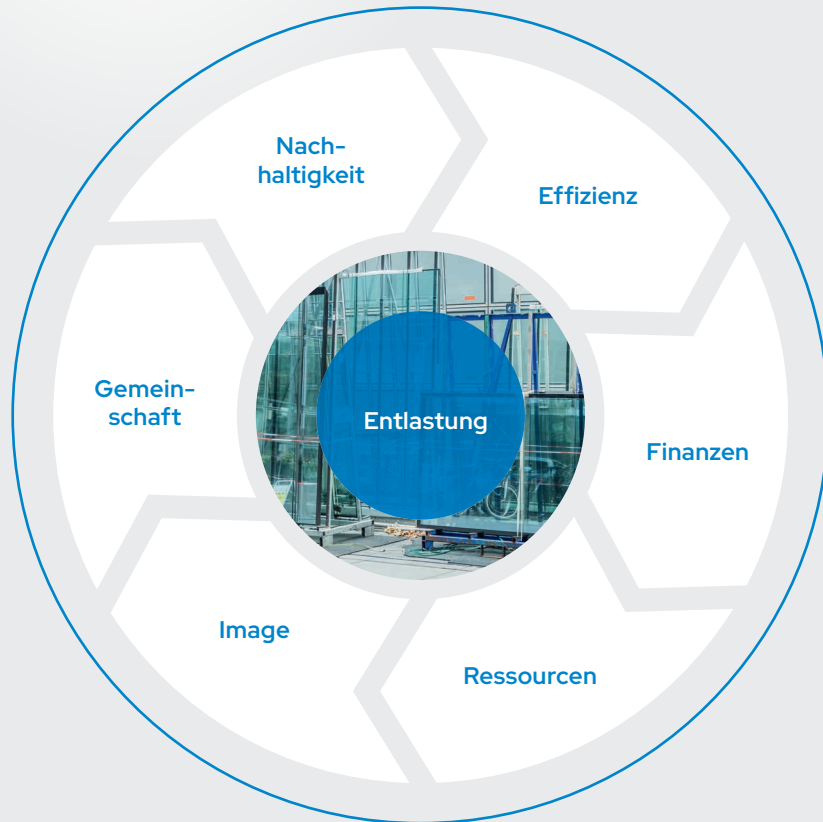 Nach-
haltigkeit
Effizienz
Gemein-
schaft
Entlastung
Finanzen
Image
Ressourcen